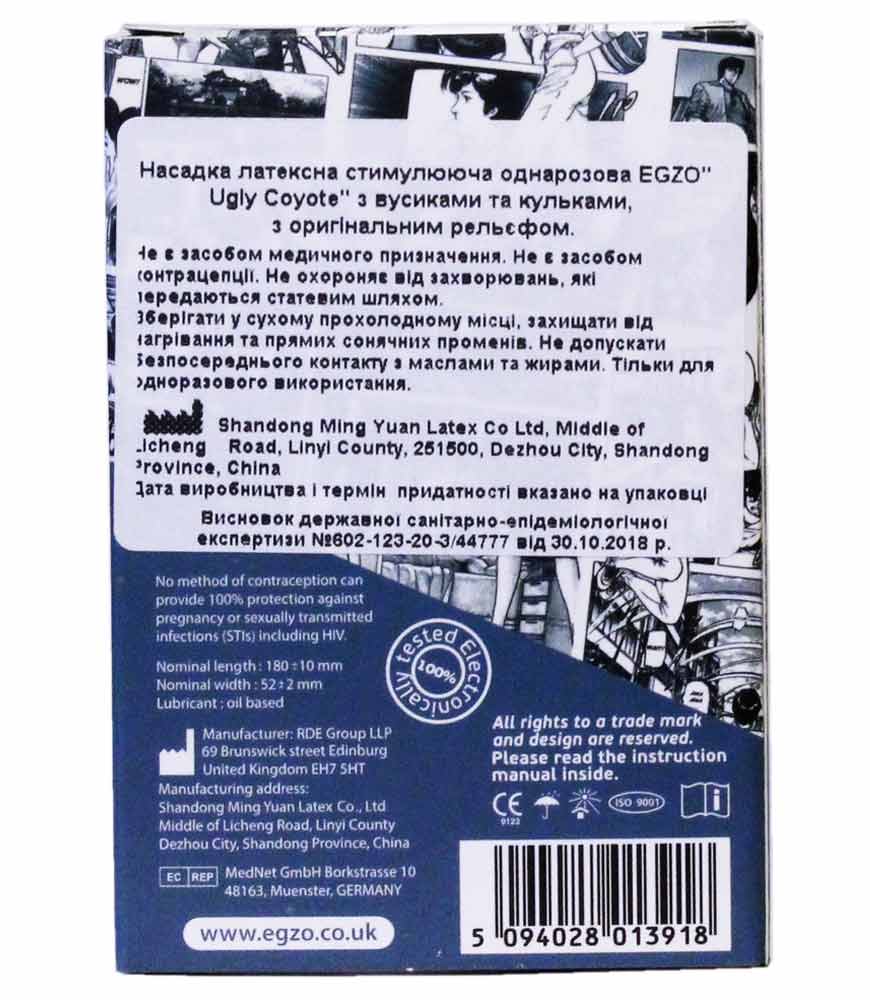 WOW!!
Насадка латексна стимулююча однарозова EGZO"
Ugly Coyote" з вусиками та кульками,
з оригінальним рельєфом.
Не є засобом медичного призначення. Не є засобом
контрацепції. Не охороняє від захворювань, які
передаються статевим шляхом.
Зберігати у сухому прохолодному місці, захищати від
нагрівання та прямих сонячних променів. Не допускати
безпосереднього контакту з маслами та жирами. Тільки для
одноразового використання.
Shandong Ming Yuan Latex Co Ltd, Middle of
Licheng Road, Linyi County, 251500, Dezhou City, Shandong
Province, China
Дата виробництва і термін придатності вказано на упаковці
Висновок державної санітарно-епідеміологічної
експертизи №602-123-20-3/44777 від 30.10.2018 р.
No method of contraception can
provide 100% protection against
pregnancy or sexually transmitted
infections (STIs) including HIV.
Nominal length : 180±10 mm
Nominal width : 52±2 mm
Lubricant : oil based
tested Electronically
100%
Manufacturer: RDE Group LLP
69 Brunswick street Edinburg
United Kingdom EH7 5HT
Manufacturing address:
Shandong Ming Yuan Latex Co., Ltd
Middle of Licheng Road, Linyi County
Dezhou City, Shandong Province, China
EC REP MedNet GmbH Borkstrasse 10
48163, Muenster, GERMANY
www.egzo.co.uk
All rights to a trade mark
and design are reserved.
Please read the instruction
manual inside.
CE 9122 ISO 9001 i
5 094028 013918